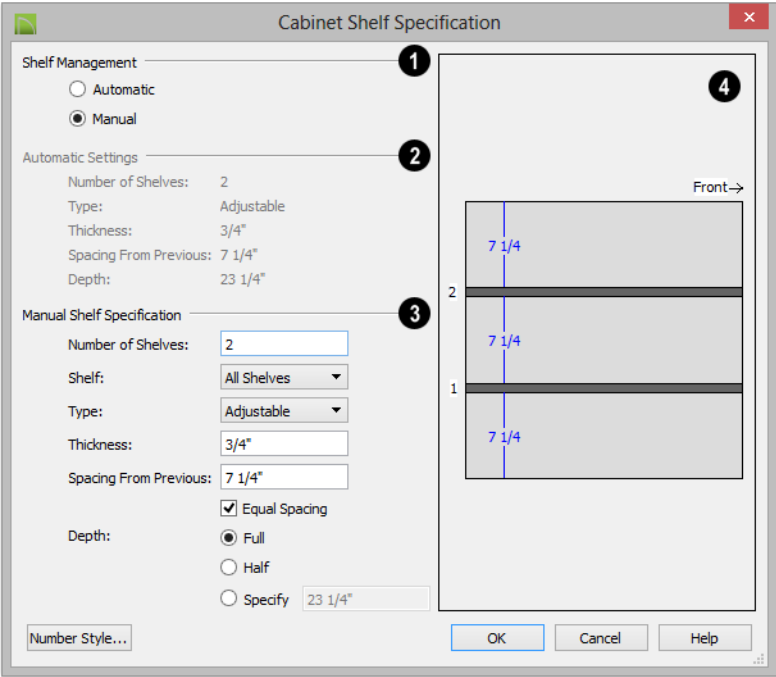 Cabinet Shelf Specification
Shelf Management
1
Automatic
Manual
Automatic Settings
2
Number of Shelves: 2
Type: Adjustable
Thickness: 3/4"
Spacing From Previous: 7 1/4"
Depth: 23 1/4"
Manual Shelf Specification
3
Number of Shelves: 2
Shelf: All Shelves
Type: Adjustable
Thickness: 3/4"
Spacing From Previous: 7 1/4"
Equal Spacing
Depth: Full
Half
Specify 23 1/4"
4
Front
7 1/4
2
7 1/4
1
7 1/4
Number Style...
OK
Cancel
Help